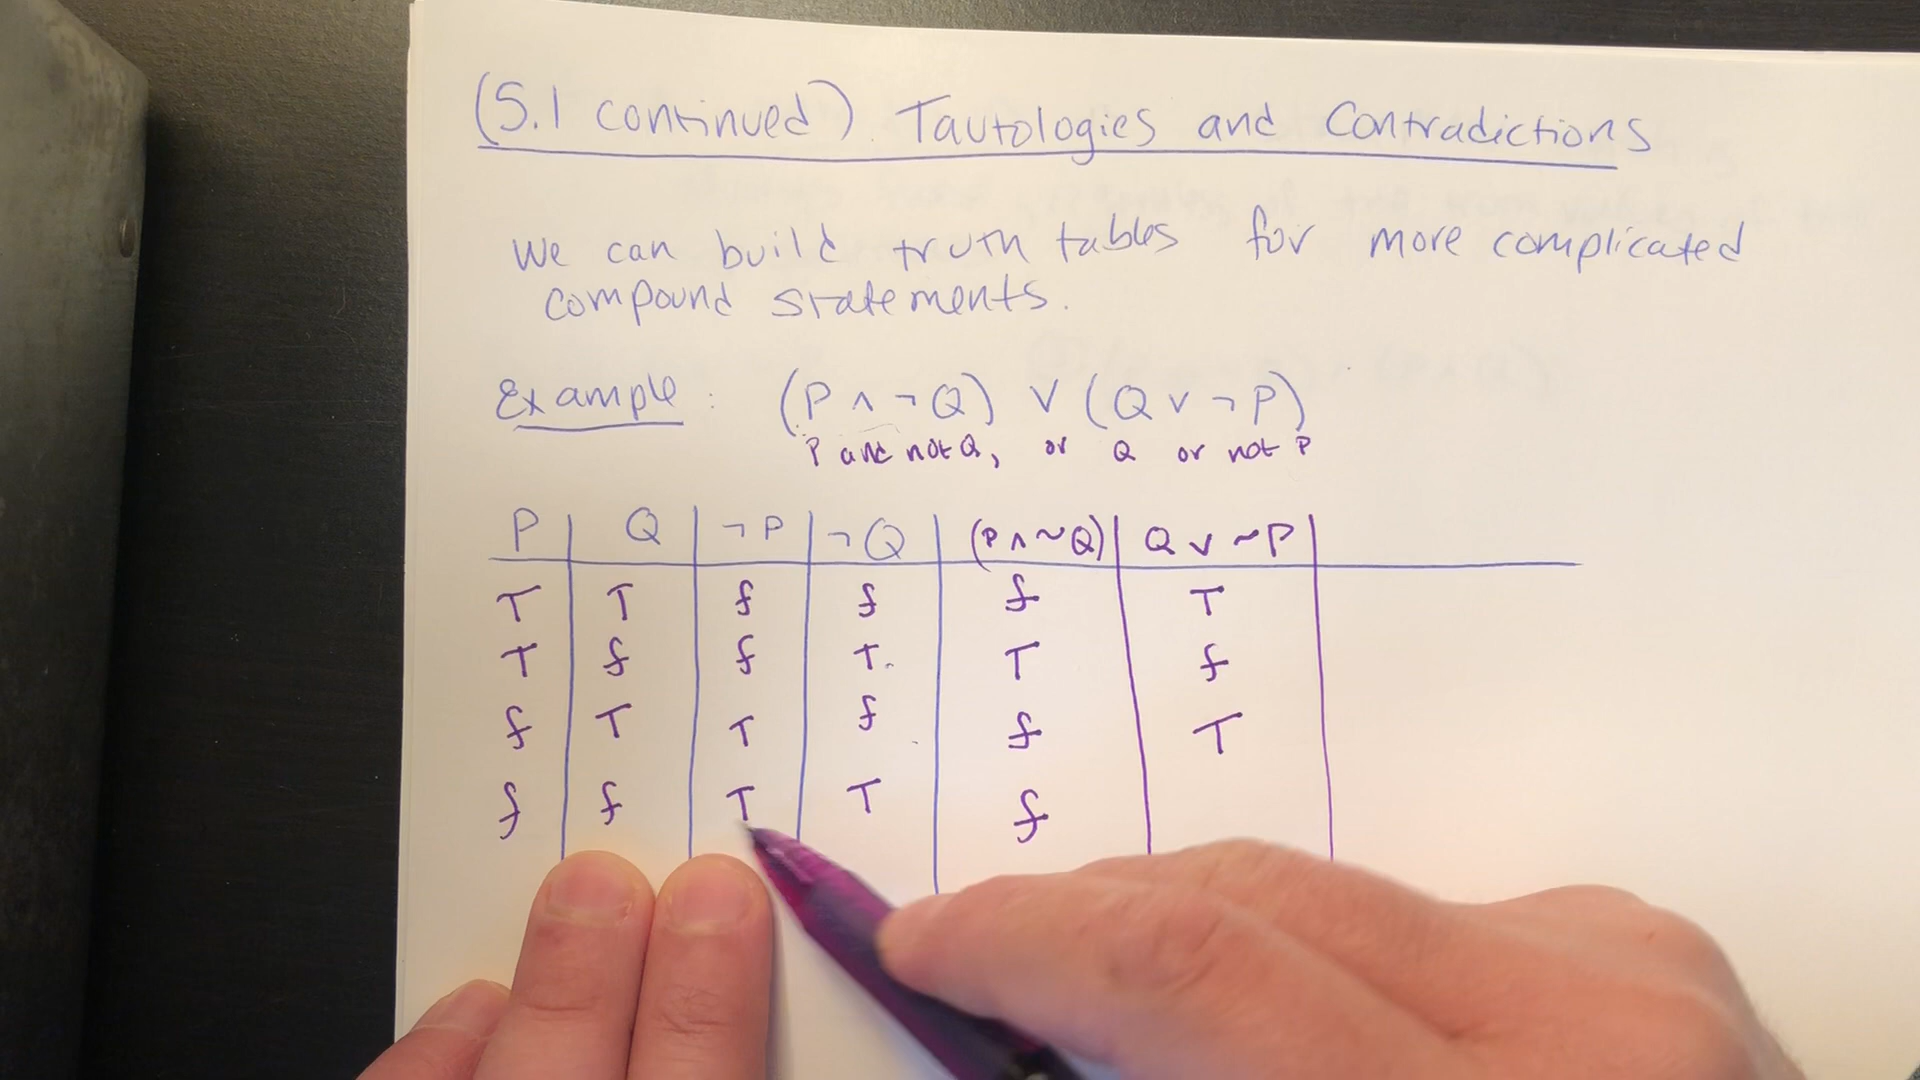 (5.1 continued) Tautologies and Contradictions
We can build truth tables for more complicated
compound statements.
Example: (P ∧ ¬Q) ∨ (Q ∨ ¬P)
P and not Q, or Q or not P
P Q ¬P ¬Q (P ∧ ~Q) Q ∨ ~P
T T f f f T
T f f T T f
f T T f f T
f f T T f